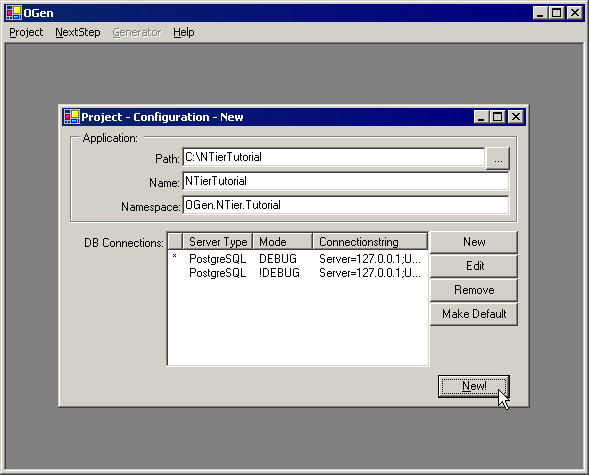 OGen
Project NextStep Generator Help
Project - Configuration - New
Application:
Path: C:\NTierTutorial ...
Name: NTierTutorial
Namespace: OGen.NTier.Tutorial
DB Connections: Server Type Mode Connectionstring New
* PostgreSQL DEBUG Server=127.0.0.1;U...
PostgreSQL !DEBUG Server=127.0.0.1;U...
Edit
Remove
Make Default
New!